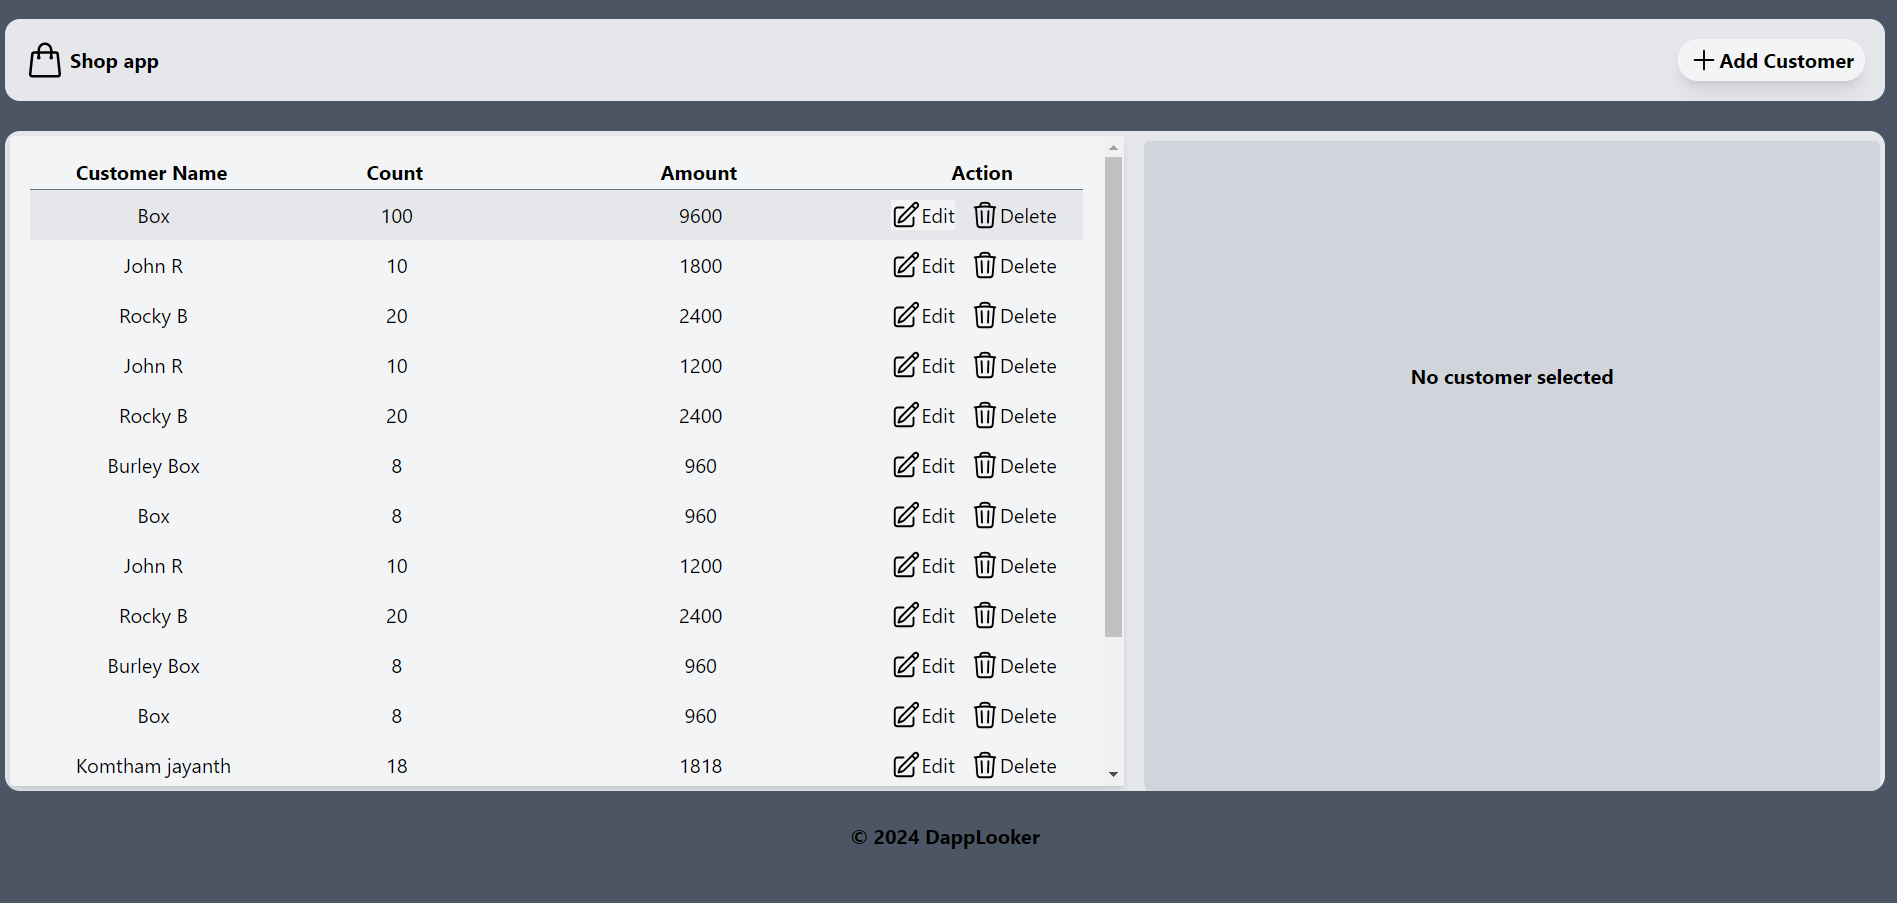 Shop app
Add Customer
Customer Name Count Amount Action
Box 100 9600 Edit Delete
John R 10 1800 Edit Delete
Rocky B 20 2400 Edit Delete
John R 10 1200 Edit Delete
Rocky B 20 2400 Edit Delete
Burley Box 8 960 Edit Delete
Box 8 960 Edit Delete
John R 10 1200 Edit Delete
Rocky B 20 2400 Edit Delete
Burley Box 8 960 Edit Delete
Box 8 960 Edit Delete
Komtham jayanth 18 1818 Edit Delete
No customer selected
© 2024 DappLooker